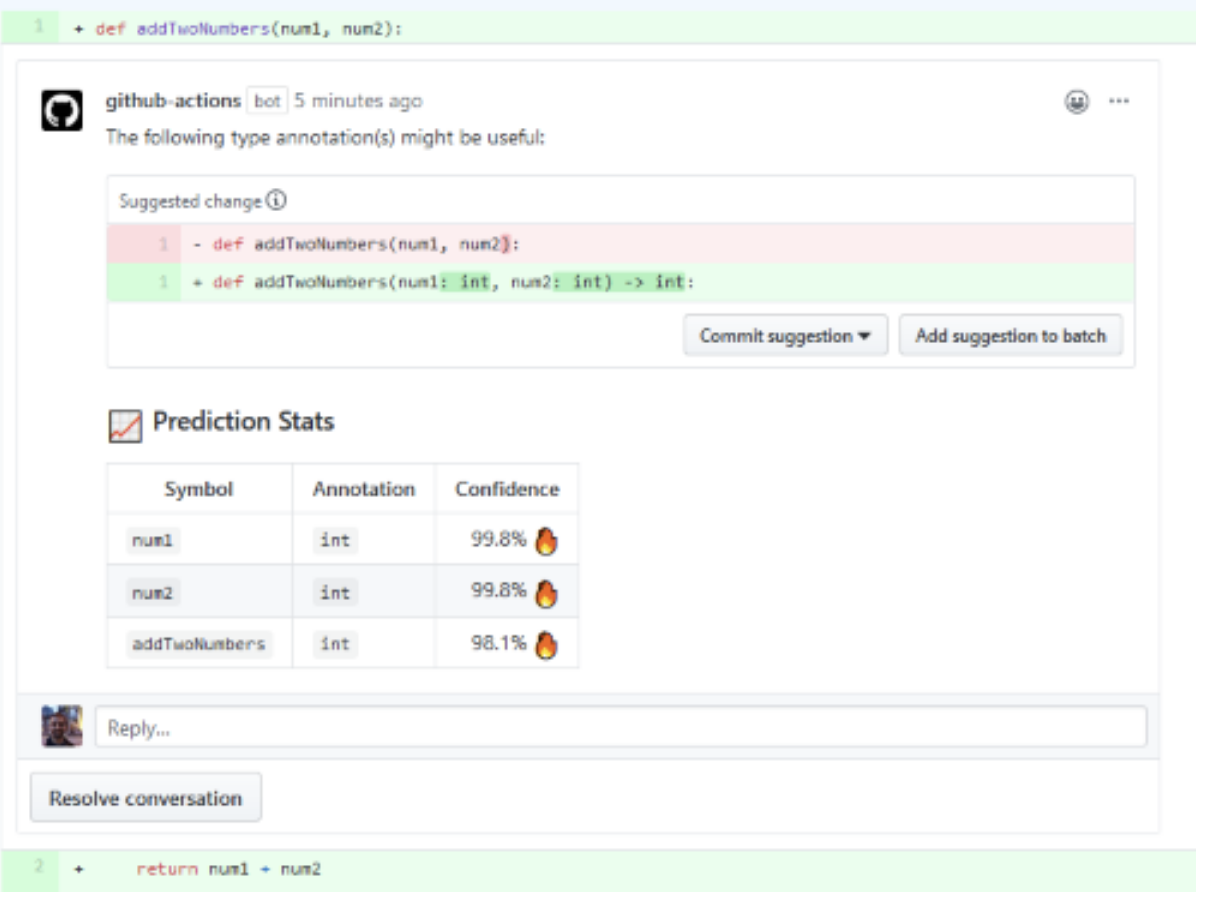 1 + def addTwoNumbers(num1, num2):
github-actions bot 5 minutes ago
The following type annotation(s) might be useful:
Suggested change
1 - def addTwoNumbers(num1, num2):
1 + def addTwoNumbers(num1: int, num2: int) -> int:
Commit suggestion Add suggestion to batch
Prediction Stats
Symbol Annotation Confidence
num1 int 99.8%
num2 int 99.8%
addTwoNumbers int 98.1%
Reply...
Resolve conversation
2 + return num1 + num2